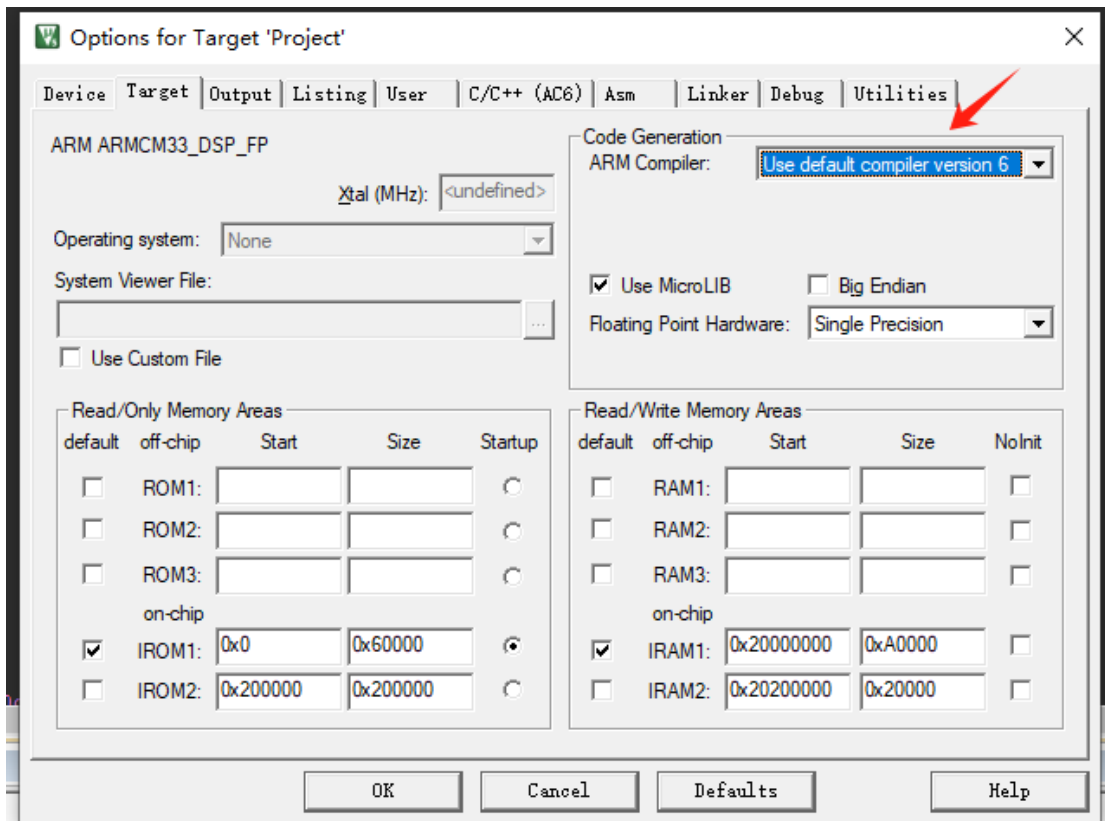 Options for Target 'Project'
Device Target Output Listing User C/C++ (AC6) Asm Linker Debug Utilities
ARM ARMCM33_DSP_FP
Xtal (MHz): <undefined>
Operating system: None
System Viewer File:
...
Use Custom File
Code Generation
ARM Compiler: Use default compiler version 6
Use MicroLIB Big Endian
Floating Point Hardware: Single Precision
Read/Only Memory Areas
default off-chip Start Size Startup
ROM1:
ROM2:
ROM3:
on-chip
IROM1: 0x0 0x60000
IROM2: 0x200000 0x200000
Read/Write Memory Areas
default off-chip Start Size NoInit
RAM1:
RAM2:
RAM3:
on-chip
IRAM1: 0x20000000 0xA0000
IRAM2: 0x20200000 0x20000
OK Cancel Defaults Help